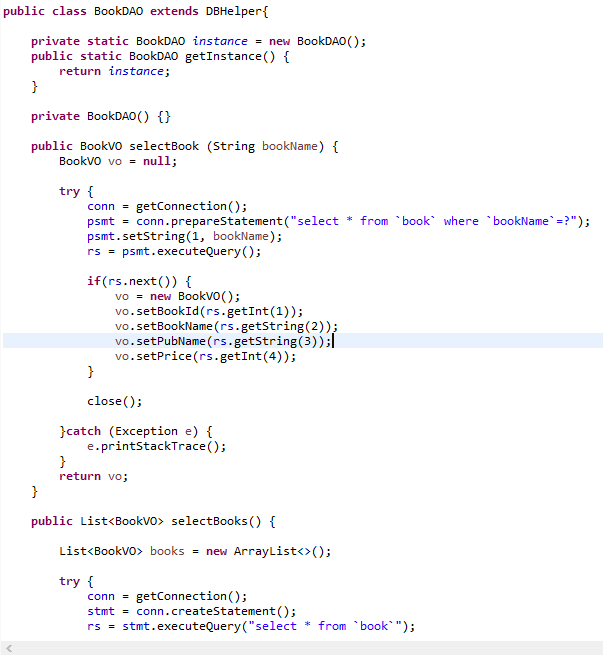 public class BookDAO extends DBHelper{
private static BookDAO instance = new BookDAO();
public static BookDAO getInstance() {
return instance;
}
private BookDAO() {}
public BookVO selectBook (String bookName) {
BookVO vo = null;
try {
conn = getConnection();
psmt = conn.prepareStatement("select * from `book` where `bookName`=?");
psmt.setString(1, bookName);
rs = psmt.executeQuery();
if(rs.next()) {
vo = new BookVO();
vo.setBookId(rs.getInt(1));
vo.setBookName(rs.getString(2));
vo.setPubName(rs.getString(3));
vo.setPrice(rs.getInt(4));
}
close();
}catch (Exception e) {
e.printStackTrace();
}
return vo;
}
public List<BookVO> selectBooks() {
List<BookVO> books = new ArrayList<>();
try {
conn = getConnection();
stmt = conn.createStatement();
rs = stmt.executeQuery("select * from `book`");